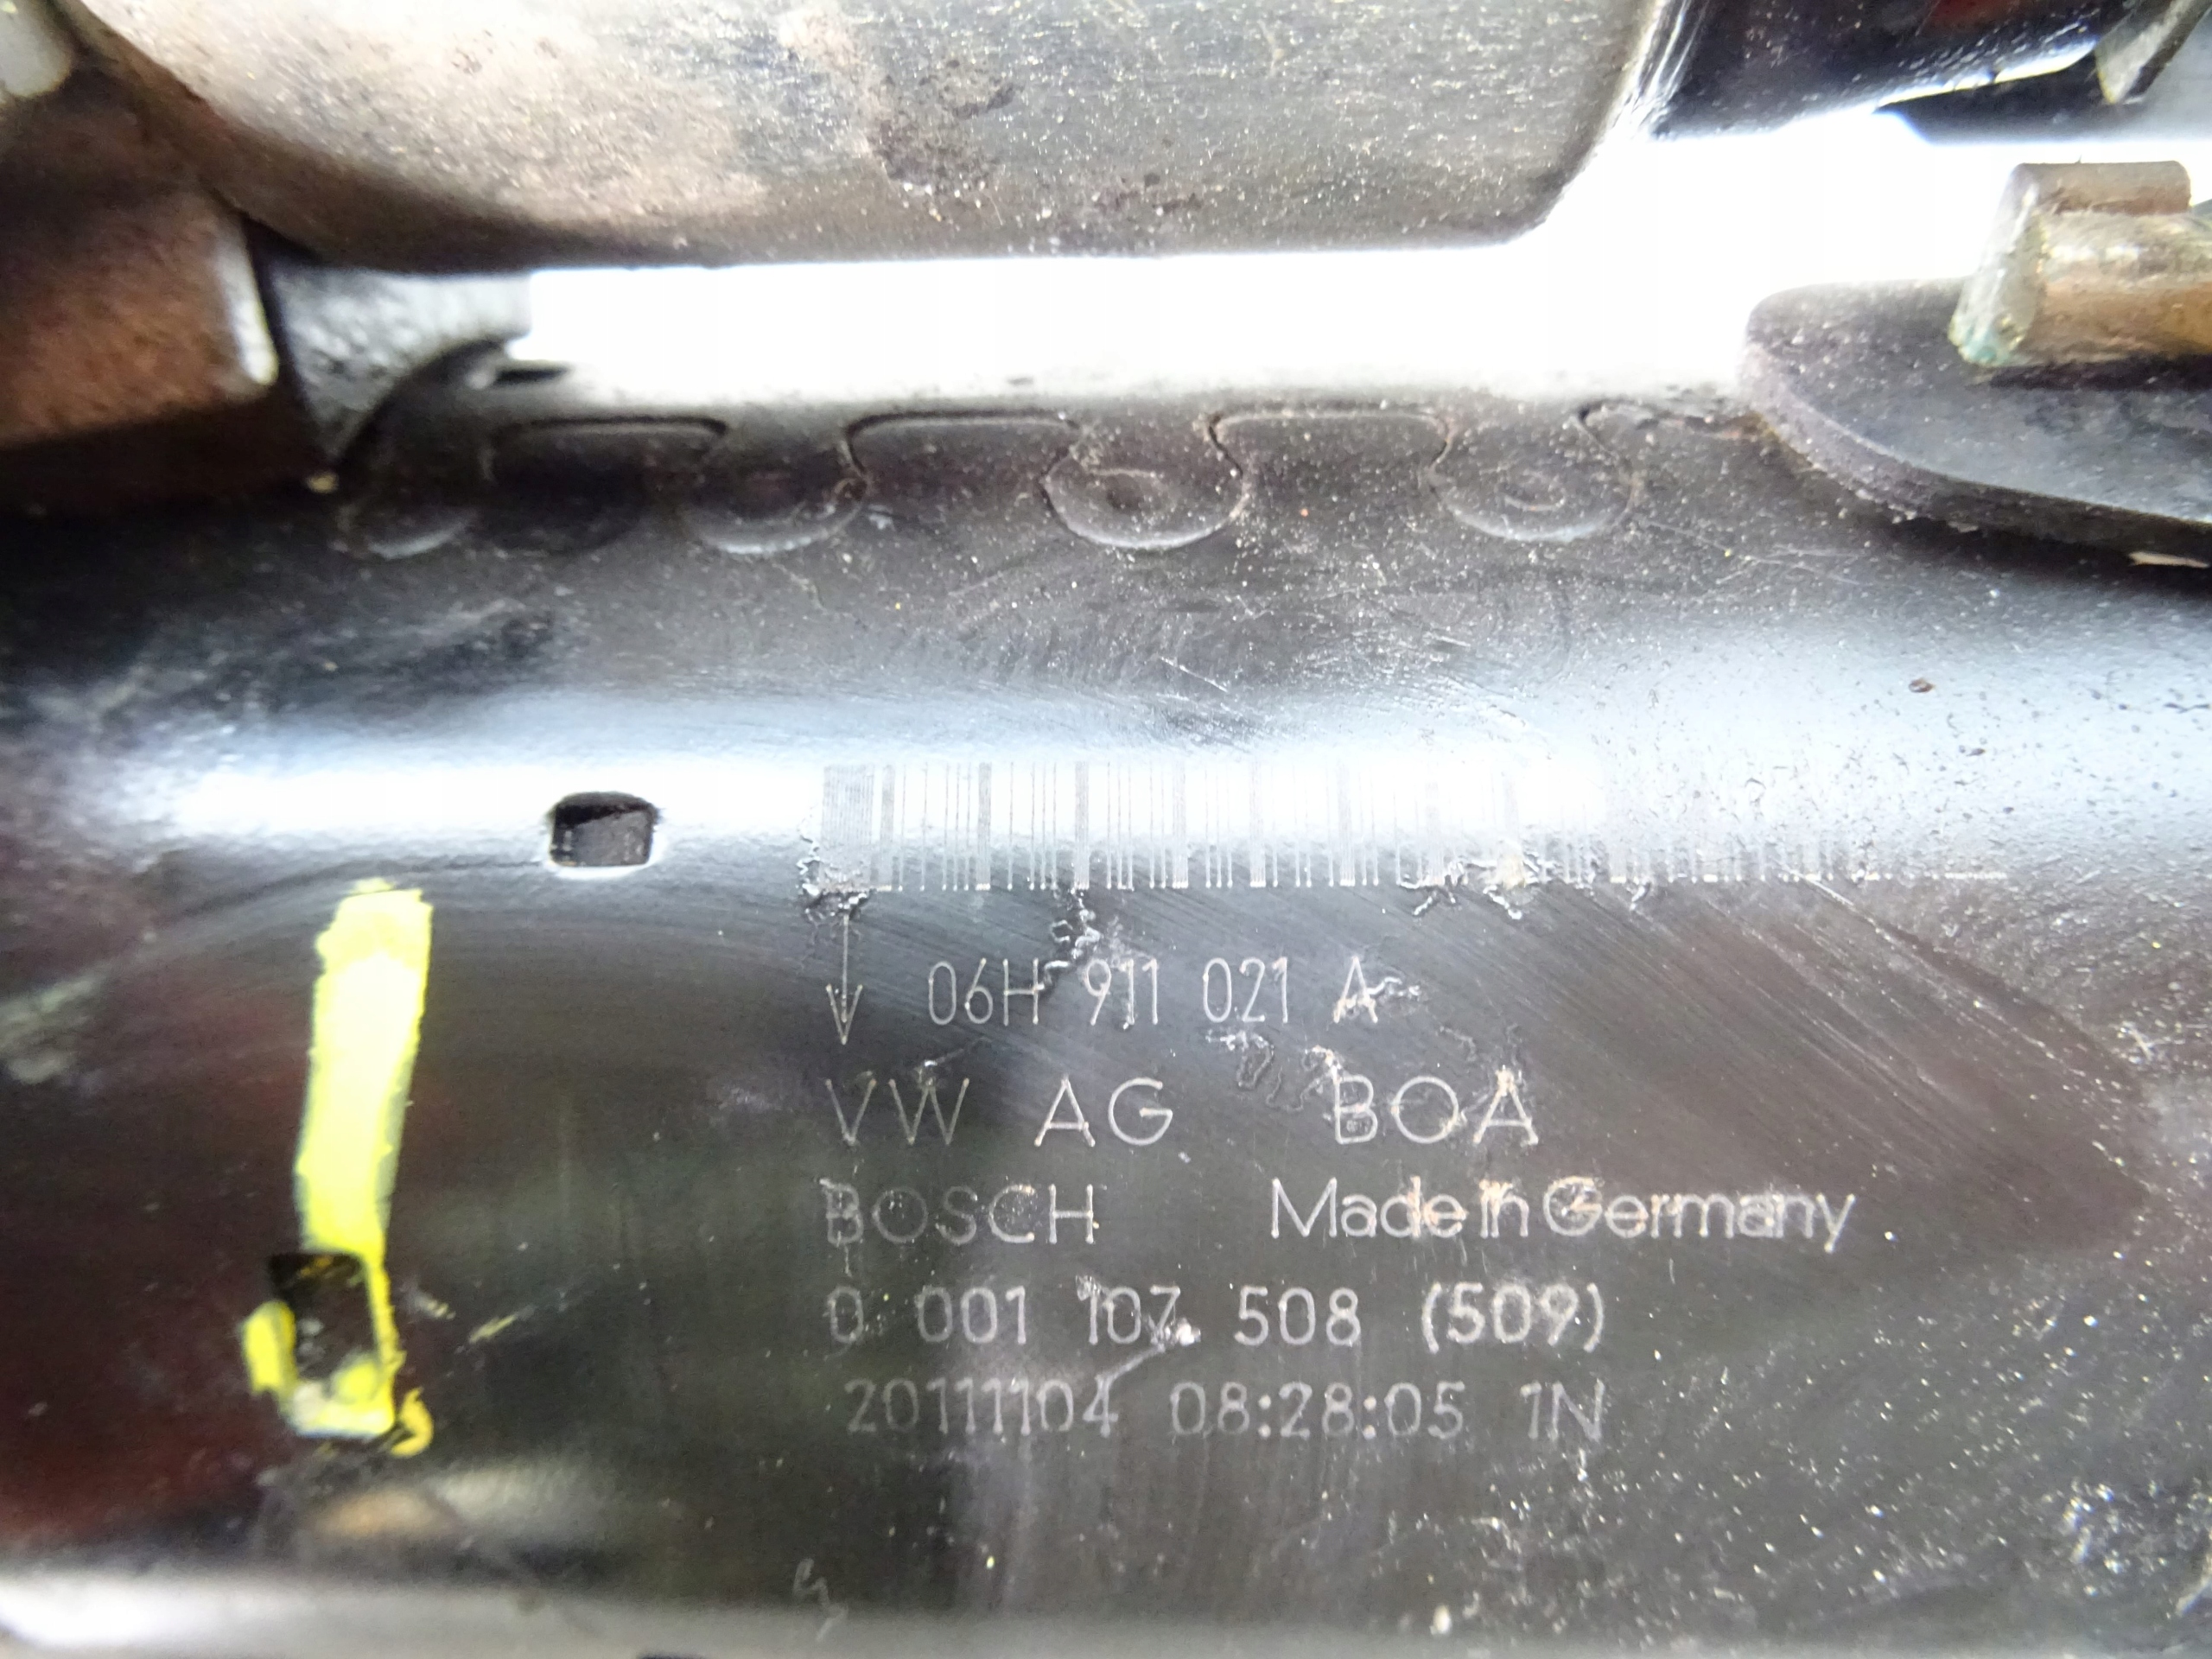 06H 911 021 A
VW AG BOA
BOSCH Made in Germany
0 001 107 508 (509)
20111104 08:28:05 1N